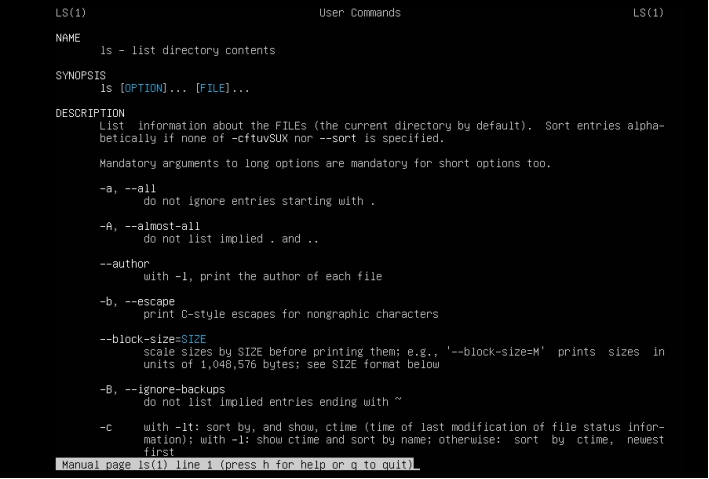 LS(1) User Commands LS(1)
NAME
ls - list directory contents
SYNOPSIS
ls [OPTION]... [FILE]...
DESCRIPTION
List information about the FILEs (the current directory by default). Sort entries alpha-
betically if none of -cftuvSUX nor --sort is specified.
Mandatory arguments to long options are mandatory for short options too.
-a, --all
do not ignore entries starting with .
-A, --almost-all
do not list implied . and ..
--author
with -l, print the author of each file
-b, --escape
print C-style escapes for nongraphic characters
--block-size=SIZE
scale sizes by SIZE before printing them; e.g., '--block-size=M' prints sizes in
units of 1,048,576 bytes; see SIZE format below
-B, --ignore-backups
do not list implied entries ending with ~
-c with -lt: sort by, and show, ctime (time of last modification of file status infor-
mation); with -l: show ctime and sort by name; otherwise: sort by ctime, newest
first
Manual page ls(1) line 1 (press h for help or q to quit)